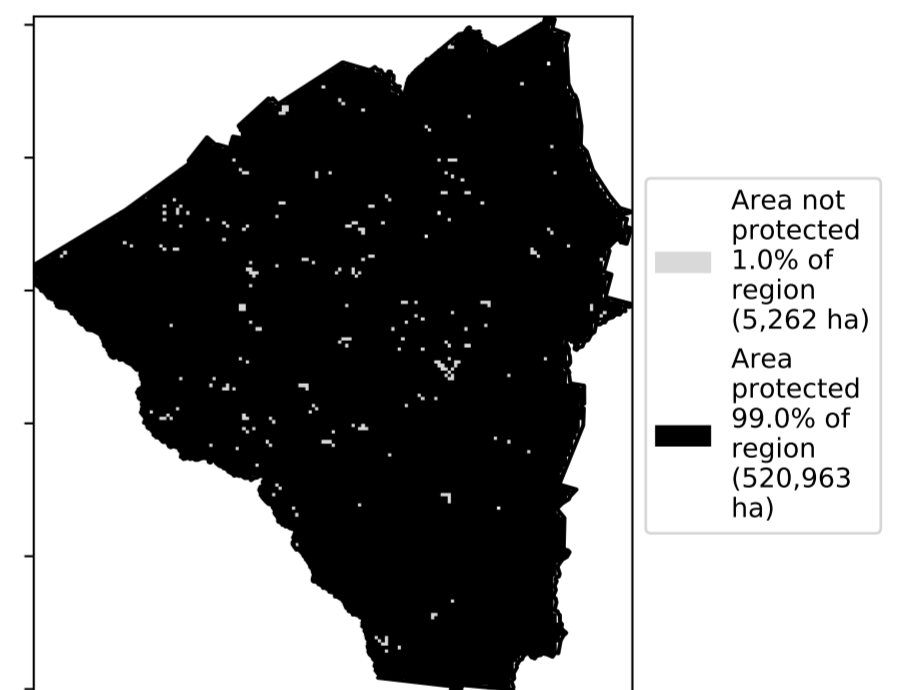 Area not
protected
1.0% of
region
(5,262 ha)
Area
protected
99.0% of
region
(520,963
ha)